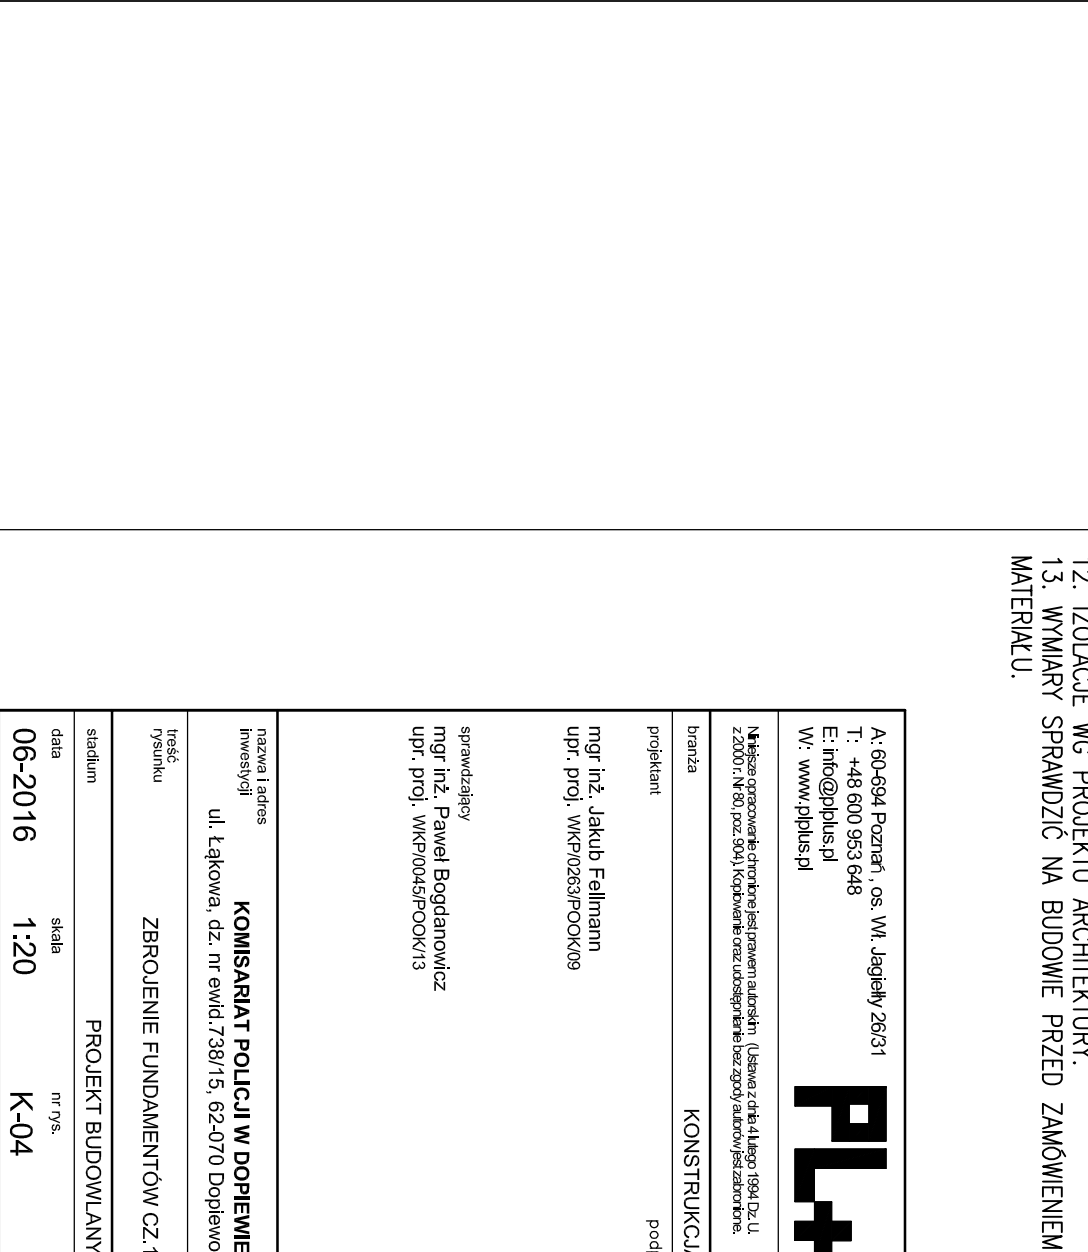 12. IZOLACJE WG PROJEKTU ARCHITEKTURY.
13. WYMIARY SPRAWDZIĆ NA BUDOWIE PRZED ZAMÓWIENIEM
MATERIAŁU.
A: 60-694 Poznań , os. Wł. Jagiełły 26/31
T: +48 600 953 648
E: info@plplus.pl
W: www.plplus.pl
PL+
Niniejsze opracowanie chronione jest prawem autorskim (Ustawa z dnia 4 lutego 1994 Dz. U.
z 2000 r. Nr 80, poz. 904). Kopiowanie oraz udostępnianie bez zgody autorów jest zabronione.
branża
KONSTRUKCJA
projektant
podp
mgr inż. Jakub Fellmann
upr. proj. WKP/0263/POOK/09
sprawdzający
mgr inż. Paweł Bogdanowicz
upr. proj. WKP/0045/POOK/13
nazwa i adres
inwestycji
KOMISARIAT POLICJI W DOPIEWIE
ul. Łąkowa, dz. nr ewid.738/15, 62-070 Dopiewo
treść
rysunku
ZBROJENIE FUNDAMENTÓW CZ.1
stadium
PROJEKT BUDOWLANY
data
skala
nr rys.
06-2016
1:20
K-04